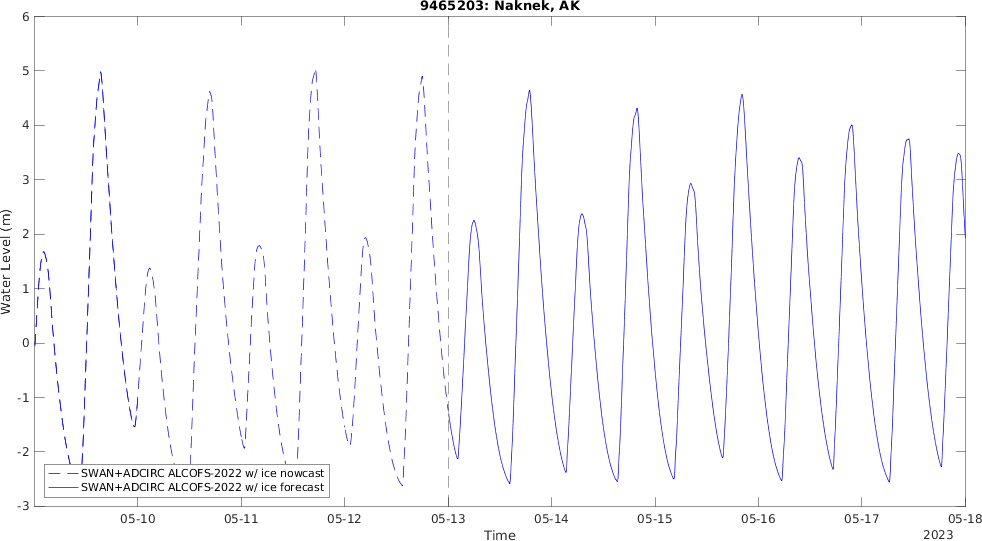 9465203: Naknek, AK
6
5
4
3
2
1
0
-1
-2
-3
Water Level (m)
SWAN+ADCIRC ALCOFS-2022 w/ ice nowcast
SWAN+ADCIRC ALCOFS-2022 w/ ice forecast
05-10 05-11 05-12 05-13 05-14 05-15 05-16 05-17 05-18
Time
2023